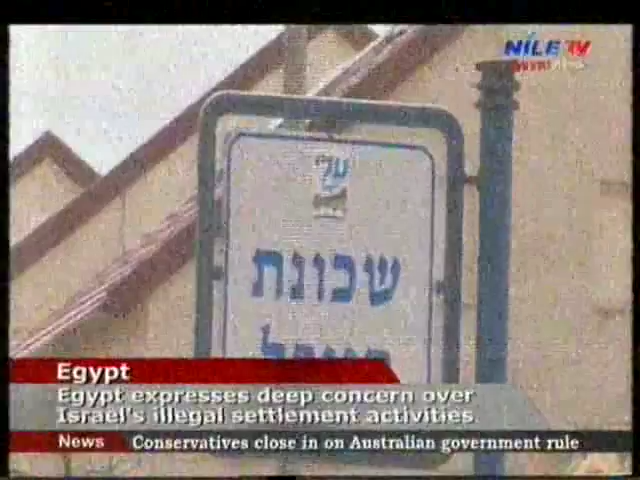 NILE TV
עלי
שכונת
Egypt
Egypt expresses deep concern over
Israel's illegal settlement activities
News
Conservatives close in on Australian government rule